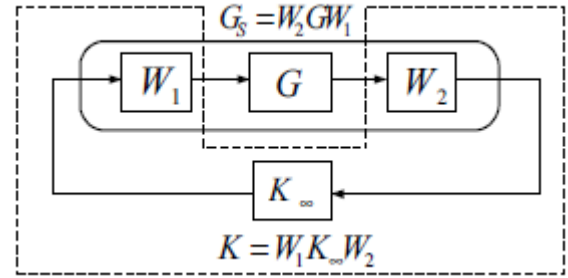 G_S = W_2GW_1
W_1 G W_2
K_∞
K = W_1K_∞W_2